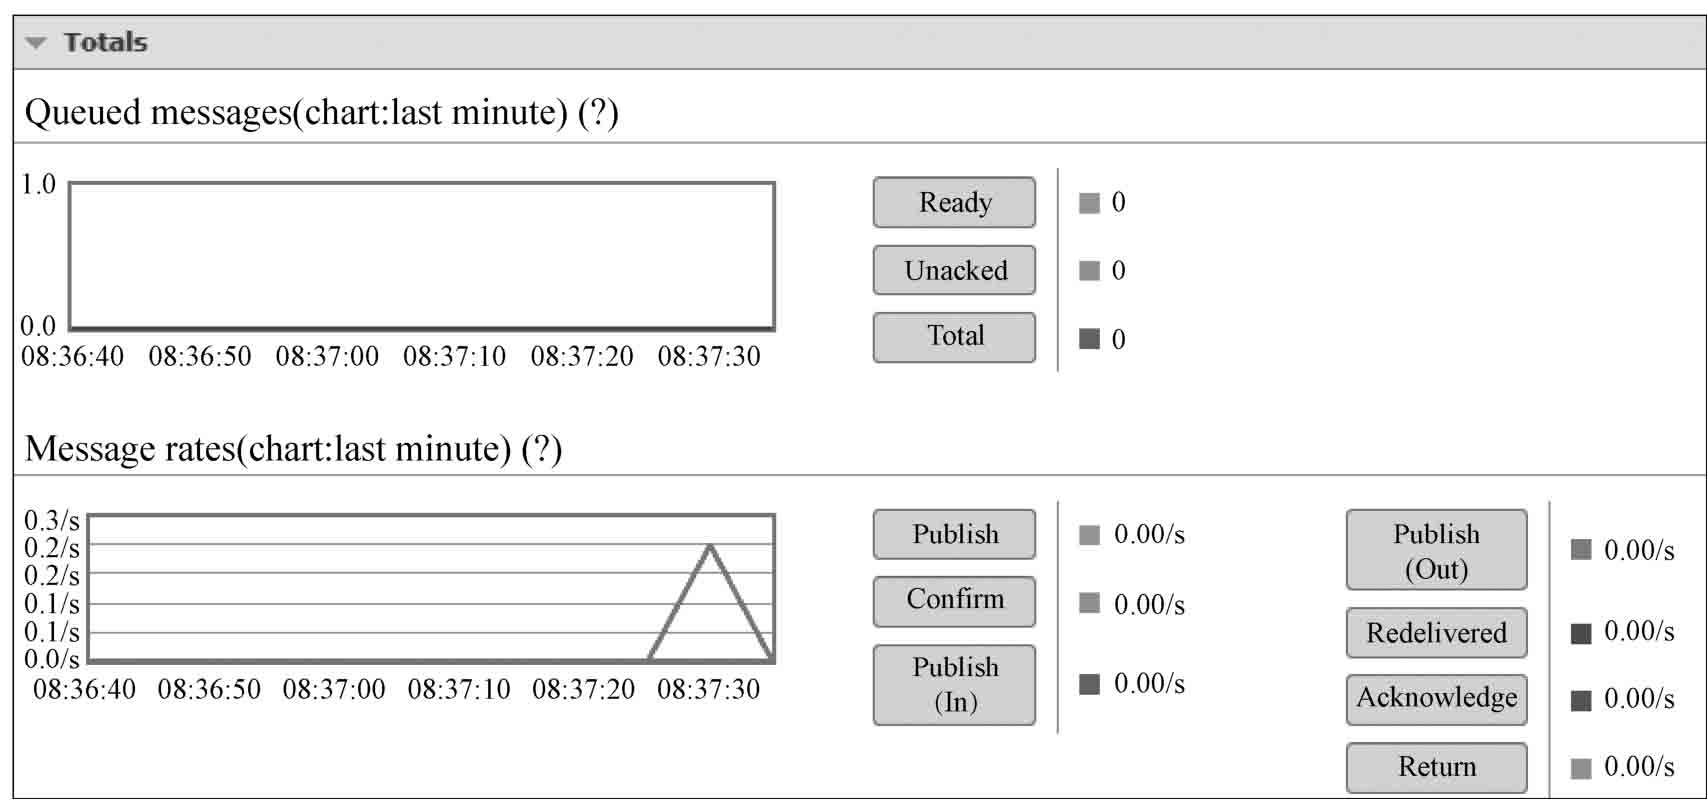 Totals
Queued messages(chart:last minute) (?)
1.0
0.0
08:36:40 08:36:50 08:37:00 08:37:10 08:37:20 08:37:30
Ready 0
Unacked 0
Total 0
Message rates(chart:last minute) (?)
0.3/s
0.2/s
0.2/s
0.1/s
0.1/s
0.0/s
08:36:40 08:36:50 08:37:00 08:37:10 08:37:20 08:37:30
Publish 0.00/s
Confirm 0.00/s
Publish
(In) 0.00/s
Publish
(Out) 0.00/s
Redelivered 0.00/s
Acknowledge 0.00/s
Return 0.00/s